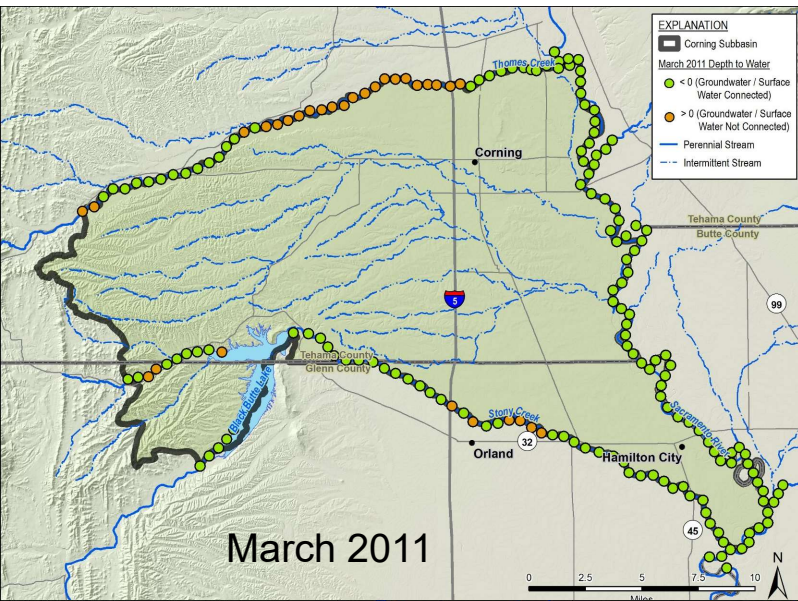 EXPLANATION
Corning Subbasin
March 2011 Depth to Water
< 0 (Groundwater / Surface
Water Connected)
> 0 (Groundwater / Surface
Water Not Connected)
Perennial Stream
Intermittent Stream
Thomes Creek
Corning
Tehama County
Butte County
5
99
Tehama County
Glenn County
Black Butte Lake
Stony Creek
32
Orland
Hamilton City
Sacramento River
45
March 2011
N
0 2.5 5 7.5 10
Miles